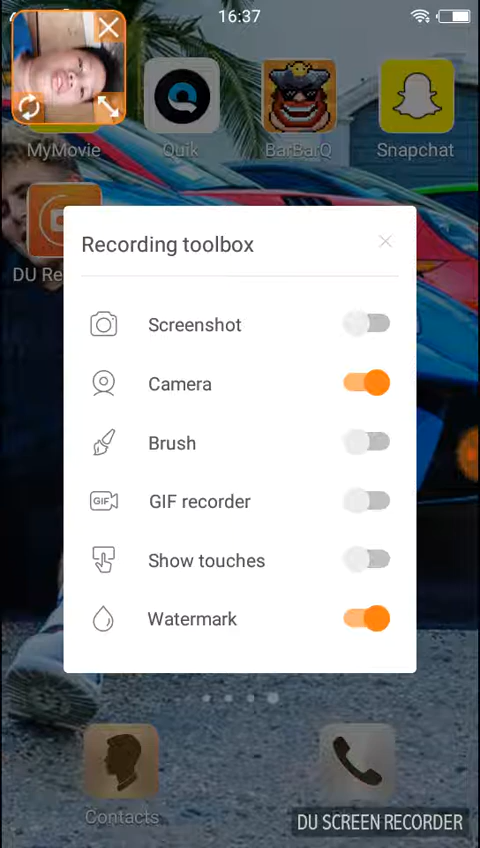 16:37
MyMovie
Quik
BarBarQ
Snapchat
DU Re
Recording toolbox
Screenshot
Camera
Brush
GIF
GIF recorder
Show touches
Watermark
Contacts
DU SCREEN RECORDER